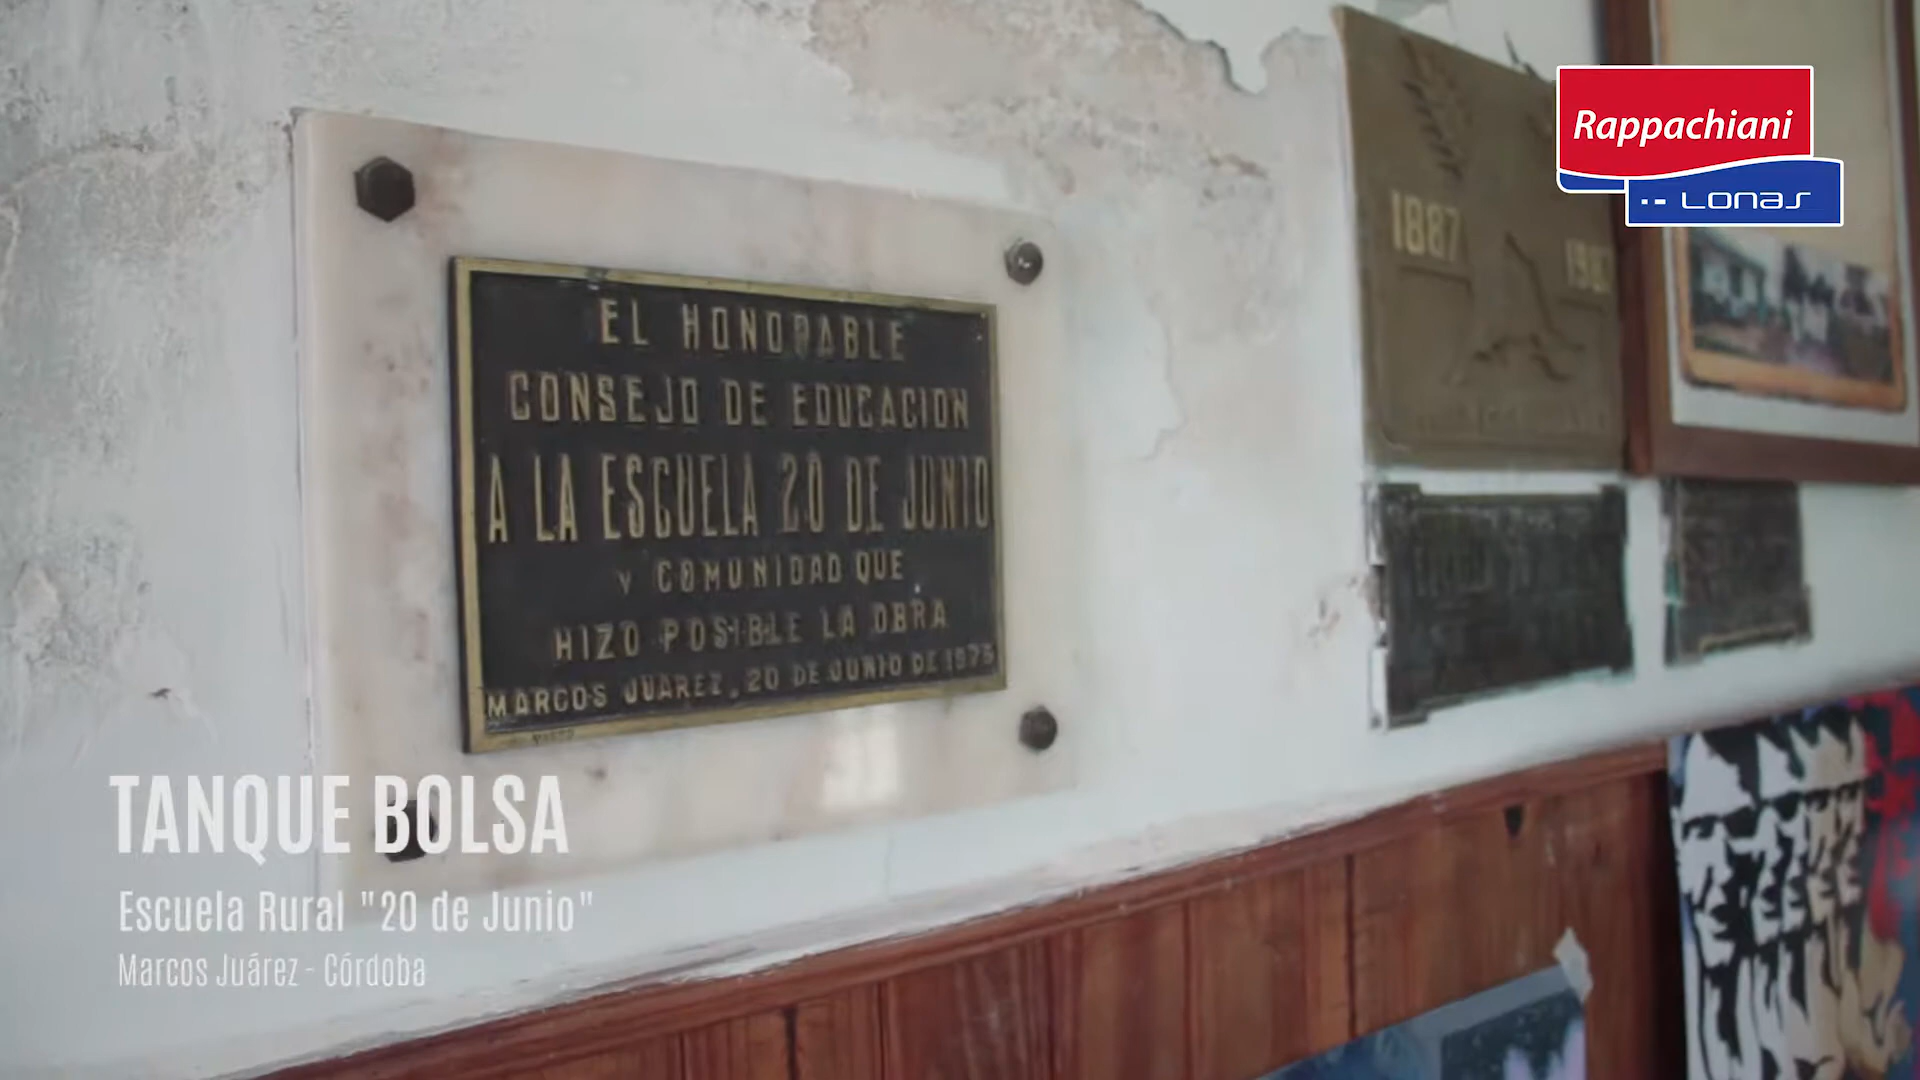 Rappachiani
LONAS
1887
EL HONORABLE
CONSEJO DE EDUCACION
A LA ESCUELA 20 DE JUNIO
Y COMUNIDAD QUE
HIZO POSIBLE LA OBRA
MARCOS JUAREZ, 20 DE JUNIO DE 1975
TANQUE BOLSA
Escuela Rural "20 de Junio"
Marcos Juárez - Córdoba